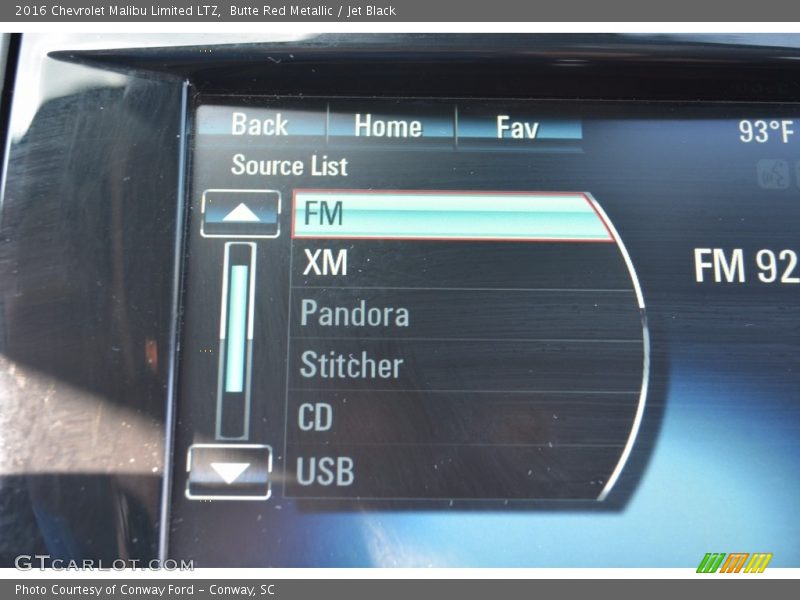 2016 Chevrolet Malibu Limited LTZ, Butte Red Metallic / Jet Black
Back Home Fav 93°F
Source List
FM
XM FM 92
Pandora
Stitcher
CD
USB
GTcarlot.com
Photo Courtesy of Conway Ford - Conway, SC